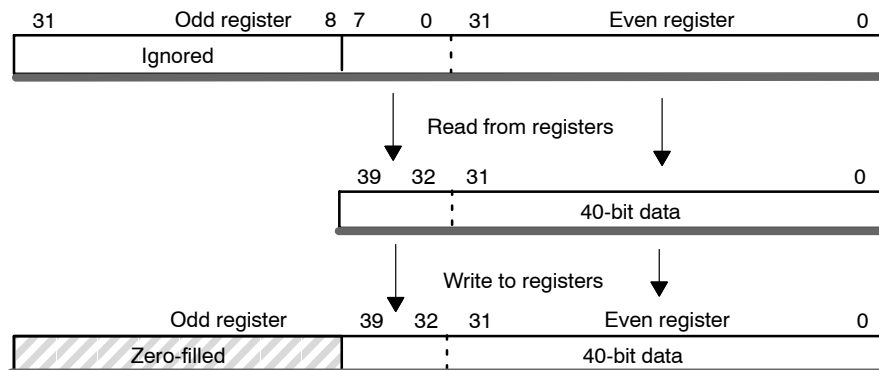 31 Odd register 8 7 0 31 Even register 0
Ignored
Read from registers
39 32 31 0
40-bit data
Write to registers
Odd register 39 32 31 Even register 0
Zero-filled 40-bit data